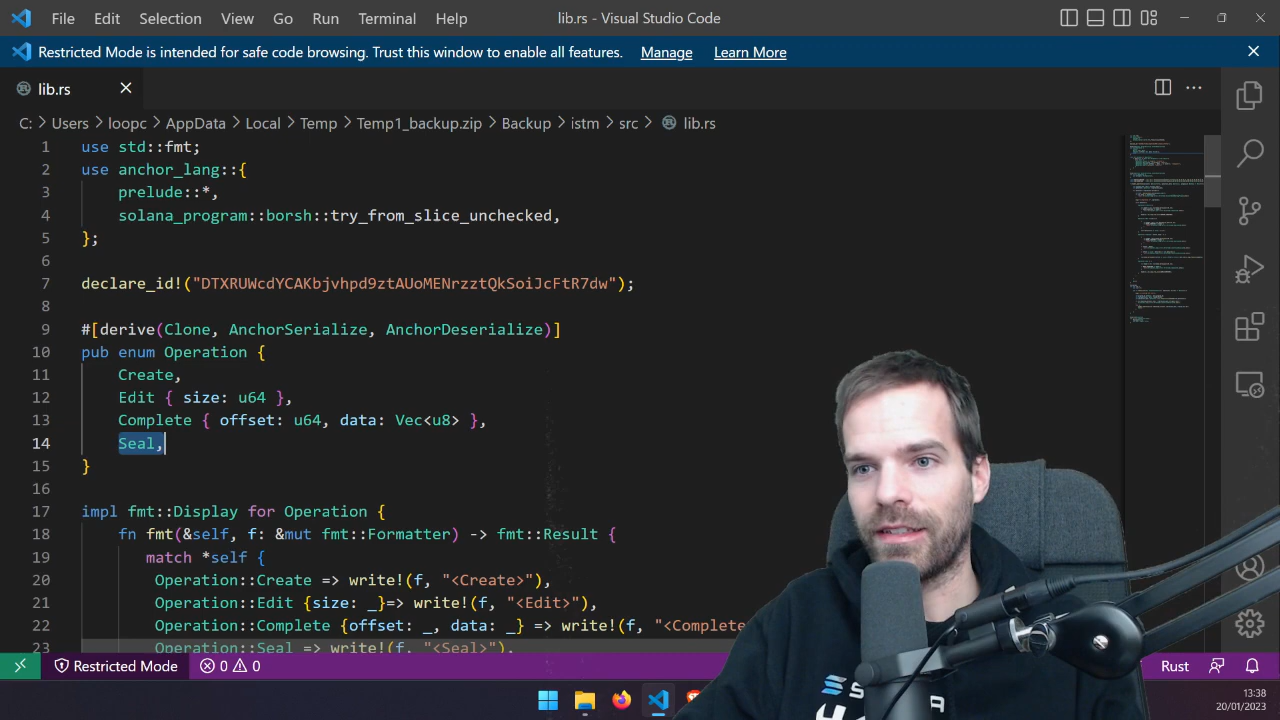 File Edit Selection View Go Run Terminal Help lib.rs - Visual Studio Code
Restricted Mode is intended for safe code browsing. Trust this window to enable all features. Manage Learn More
lib.rs
C: > Users > loopc > AppData > Local > Temp > Temp1_backup.zip > Backup > istm > src > lib.rs
1 use std::fmt;
2 use anchor_lang::{
3 prelude::*,
4 solana_program::borsh::try_from_slice_unchecked,
5 };
6
7 declare_id!("DTXRUWcdYCAKbjvhpd9ztAUoMENrzztQkSoiJcFtR7dw");
8
9 #[derive(Clone, AnchorSerialize, AnchorDeserialize)]
10 pub enum Operation {
11 Create,
12 Edit { size: u64 },
13 Complete { offset: u64, data: Vec<u8> },
14 Seal,
15 }
16
17 impl fmt::Display for Operation {
18 fn fmt(&self, f: &mut fmt::Formatter) -> fmt::Result {
19 match *self {
20 Operation::Create => write!(f, "<Create>"),
21 Operation::Edit {size: _}=> write!(f, "<Edit>"),
22 Operation::Complete {offset: _, data: _} => write!(f, "<Complete
23 Operation::Seal => write!(f, "<Seal>"),
Restricted Mode 0 0 Rust
13:38
20/01/2023